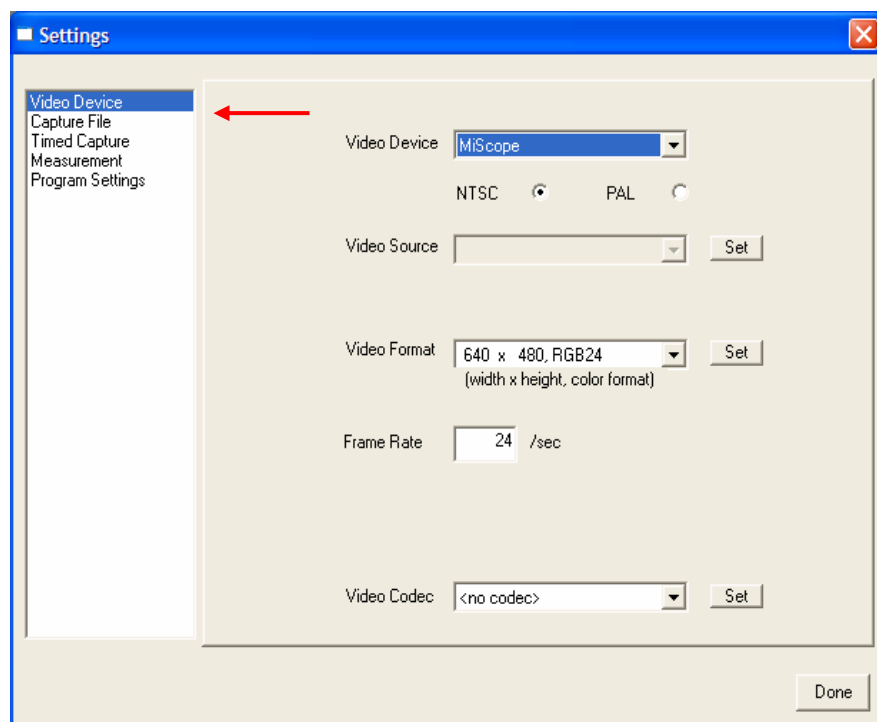 Settings
Video Device
Capture File
Timed Capture
Measurement
Program Settings
Video Device MiScope
NTSC PAL
Video Source Set
Video Format 640 x 480, RGB24 Set
(width x height, color format)
Frame Rate 24 /sec
Video Codec <no codec> Set
Done